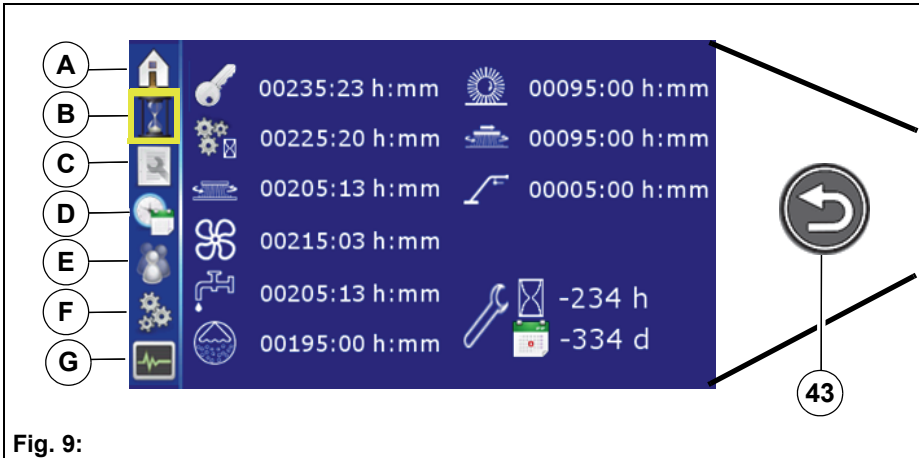 A
B
C
D
E
F
G
00235:23 h:mm
00225:20 h:mm
00205:13 h:mm
00215:03 h:mm
00205:13 h:mm
00195:00 h:mm
00095:00 h:mm
00095:00 h:mm
00005:00 h:mm
-234 h
-334 d
43
Fig. 9: